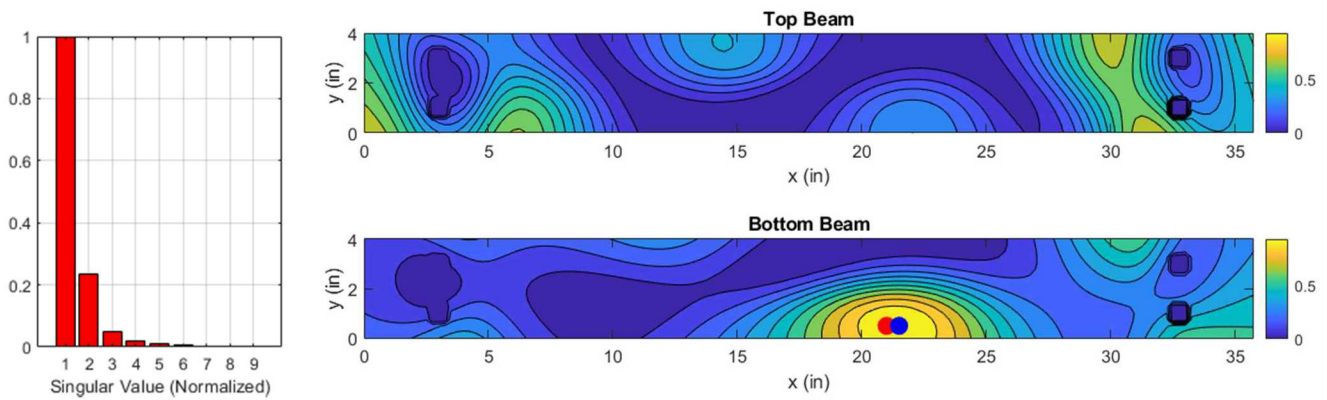 1
0.8
0.6
0.4
0.2
0
1 2 3 4 5 6 7 8 9
Singular Value (Normalized)
Top Beam
4
2
0
y (in)
0 5 10 15 20 25 30 35
x (in)
0.5
0
Bottom Beam
4
2
0
y (in)
0 5 10 15 20 25 30 35
x (in)
0.5
0